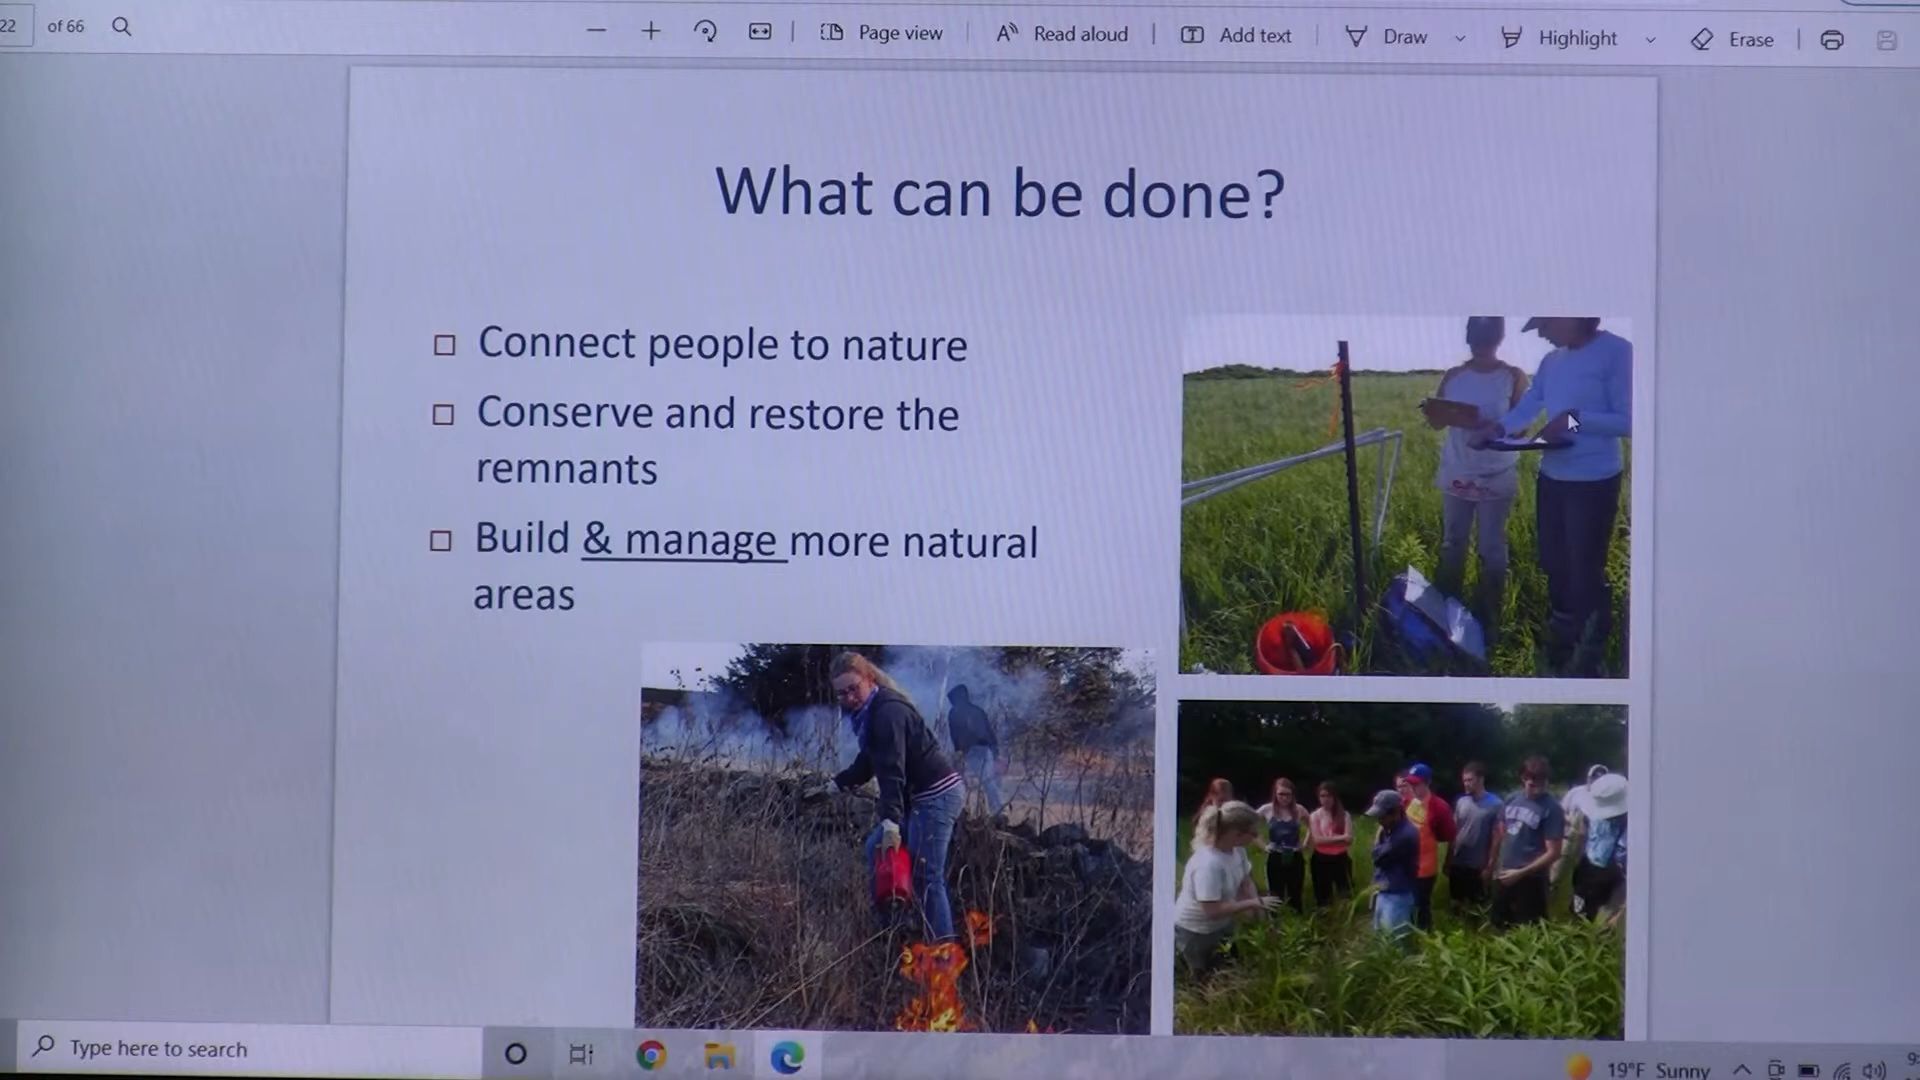 22 of 66
Page view
Read aloud
Add text
Draw
Highlight
Erase
What can be done?
Connect people to nature
Conserve and restore the
remnants
Build & manage more natural
areas
Type here to search
19°F Sunny